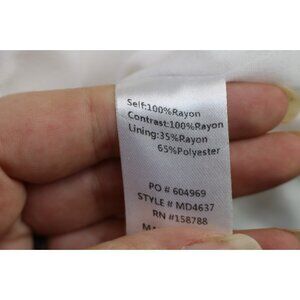 Self:100%Rayon
Contrast:100%Rayon
Lining:35%Rayon
65%Polyester
PO # 604969
STYLE # MD4637
RN #158788